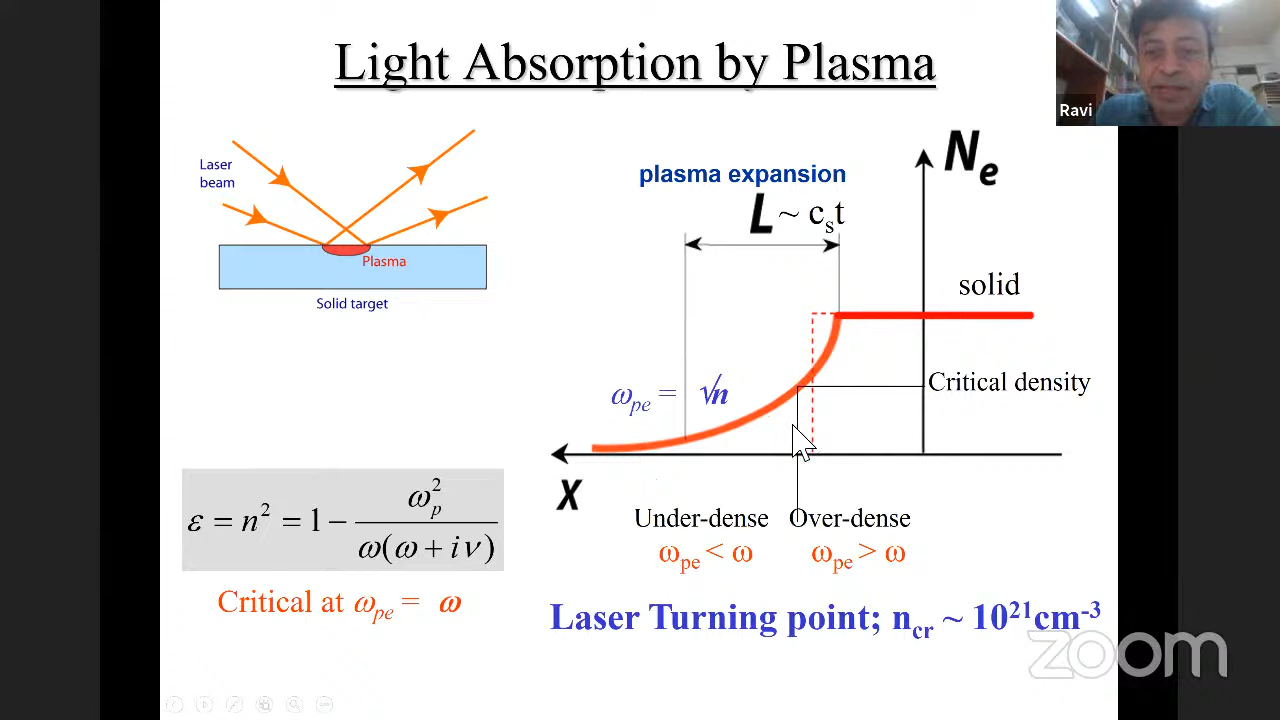 Light Absorption by Plasma
Ravi
Laser
beam
Plasma
Solid target
plasma expansion
L ~ cₛt
Nₑ
solid
Critical density
ωₚₑ = √n
X
Under-dense
Over-dense
ωₚₑ < ω
ωₚₑ > ω
ε = n² = 1 − ωₚ² / ω(ω + iν)
Critical at ωₚₑ = ω
Laser Turning point; n_cr ~ 10²¹cm⁻³
zoom